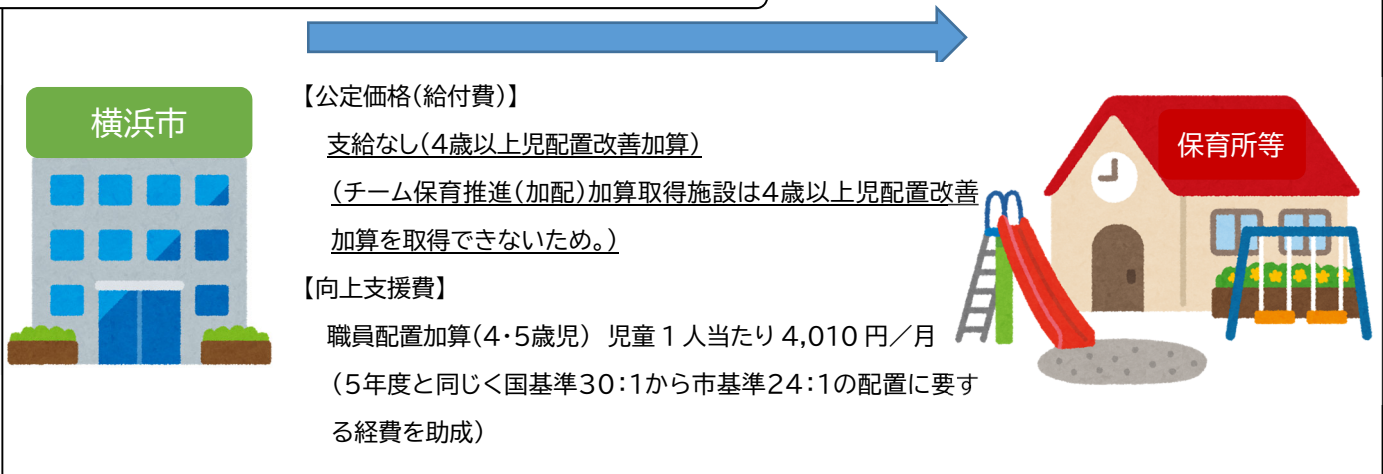 横浜市
【公定価格(給付費)】
支給なし(4歳以上児配置改善加算)
(チーム保育推進(加配)加算取得施設は4歳以上児配置改善
加算を取得できないため。)
【向上支援費】
職員配置加算(4・5歳児) 児童1人当たり 4,010 円/月
(5年度と同じく国基準30:1から市基準24:1の配置に要す
る経費を助成)
保育所等